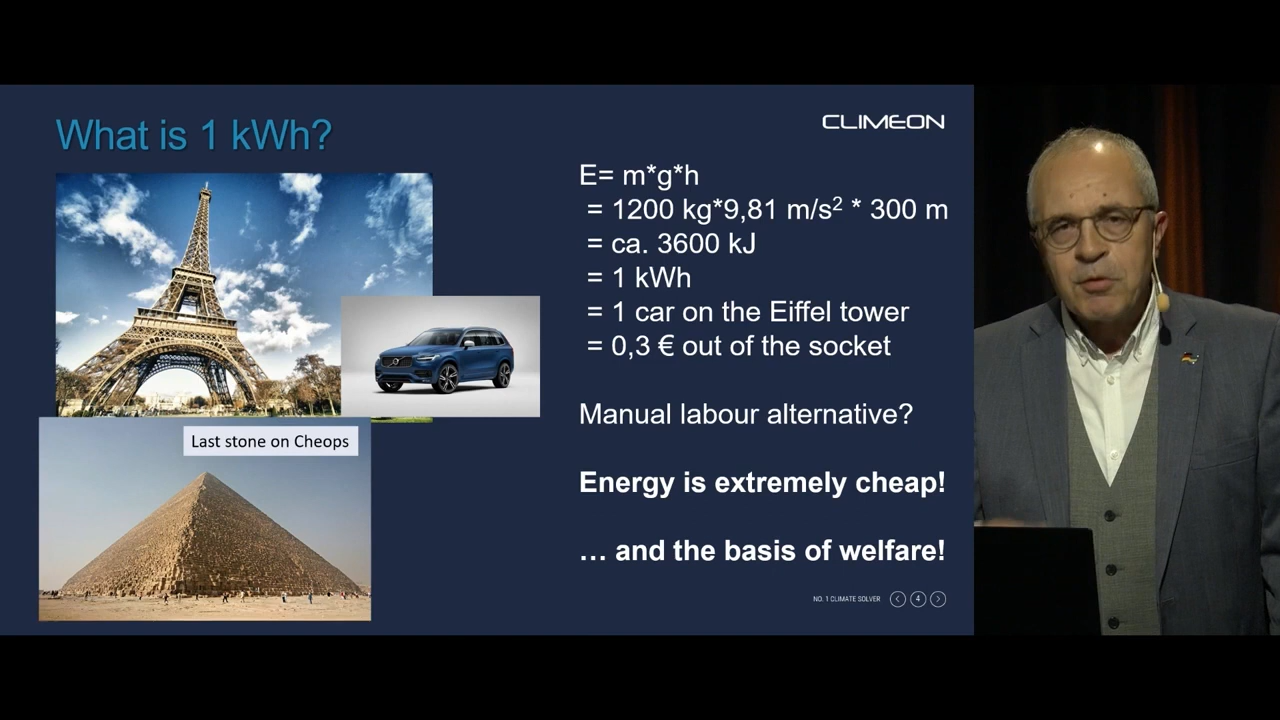 What is 1 kWh?
CLIMEON
E= m*g*h
= 1200 kg*9,81 m/s² * 300 m
= ca. 3600 kJ
= 1 kWh
= 1 car on the Eiffel tower
= 0,3 € out of the socket
Manual labour alternative?
Energy is extremely cheap!
… and the basis of welfare!
Last stone on Cheops
NO. 1 CLIMATE SOLVER
4